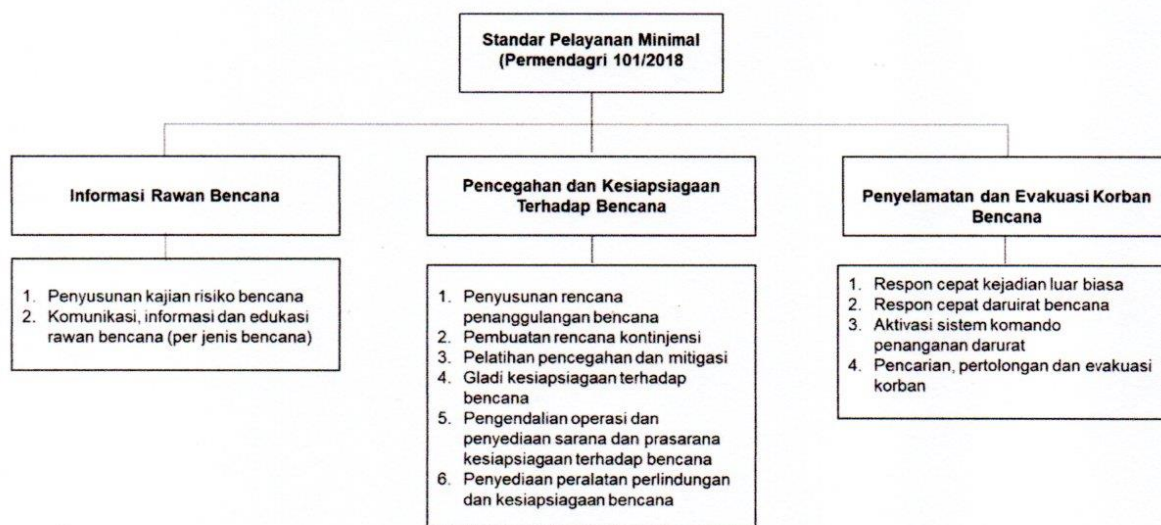 Standar Pelayanan Minimal
(Permendagri 101/2018
Informasi Rawan Bencana
Pencegahan dan Kesiapsiagaan
Terhadap Bencana
Penyelamatan dan Evakuasi Korban
Bencana
1. Penyusunan kajian risiko bencana
2. Komunikasi, informasi dan edukasi
rawan bencana (per jenis bencana)
1. Penyusunan rencana
penanggulangan bencana
2. Pembuatan rencana kontinjensi
3. Pelatihan pencegahan dan mitigasi
4. Gladi kesiapsiagaan terhadap
bencana
5. Pengendalian operasi dan
penyediaan sarana dan prasarana
kesiapsiagaan terhadap bencana
6. Penyediaan peralatan perlindungan
dan kesiapsiagaan bencana
1. Respon cepat kejadian luar biasa
2. Respon cepat daruirat bencana
3. Aktivasi sistem komando
penanganan darurat
4. Pencarian, pertolongan dan evakuasi
korban